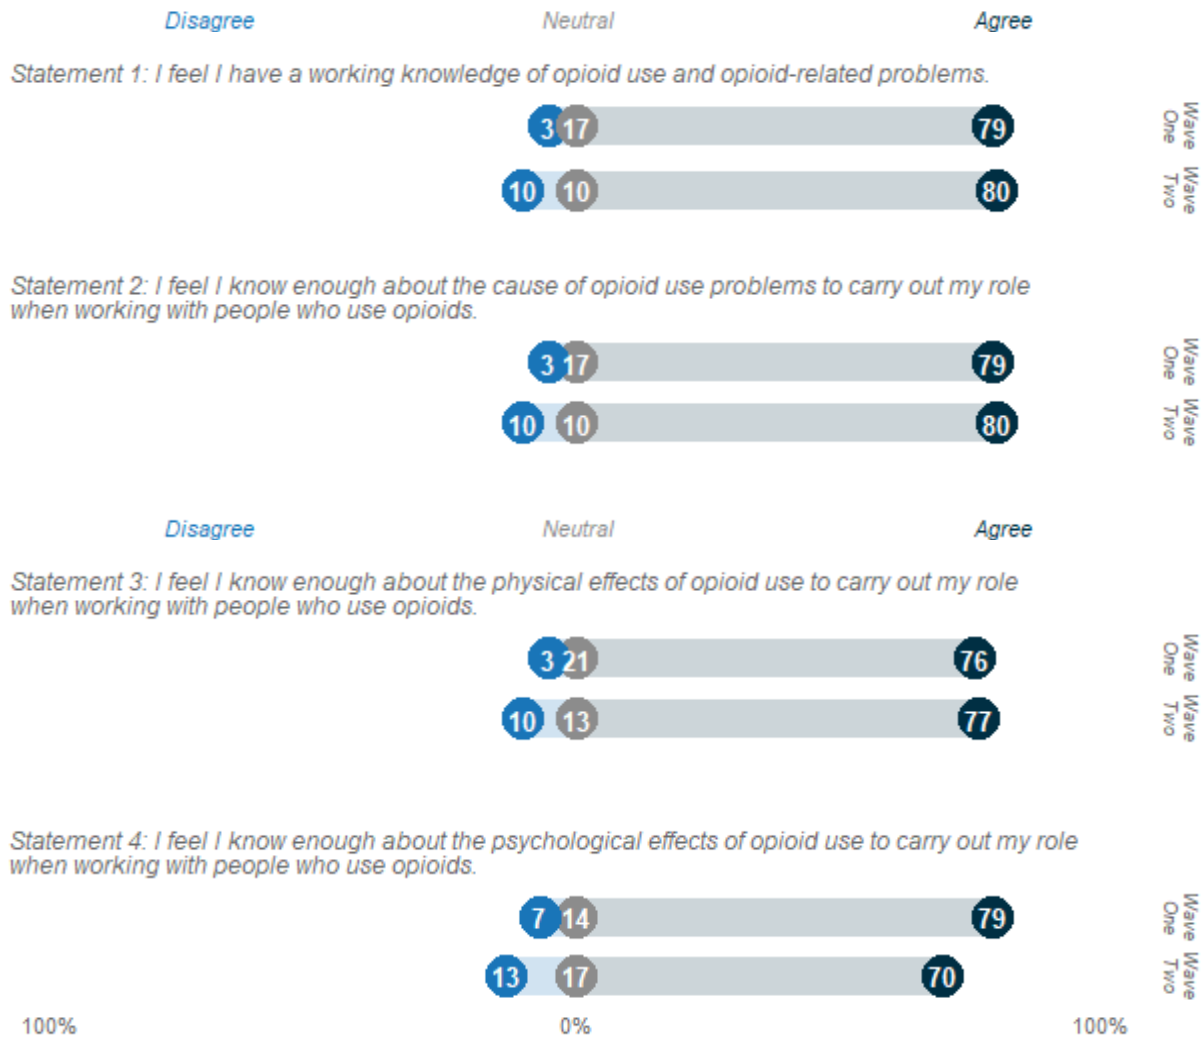 Disagree Neutral Agree
Statement 1: I feel I have a working knowledge of opioid use and opioid-related problems.
3 17 79 Wave One
10 10 80 Wave Two
Statement 2: I feel I know enough about the cause of opioid use problems to carry out my role
when working with people who use opioids.
3 17 79 Wave One
10 10 80 Wave Two
Disagree Neutral Agree
Statement 3: I feel I know enough about the physical effects of opioid use to carry out my role
when working with people who use opioids.
3 21 76 Wave One
10 13 77 Wave Two
Statement 4: I feel I know enough about the psychological effects of opioid use to carry out my role
when working with people who use opioids.
7 14 79 Wave One
13 17 70 Wave Two
100% 0% 100%